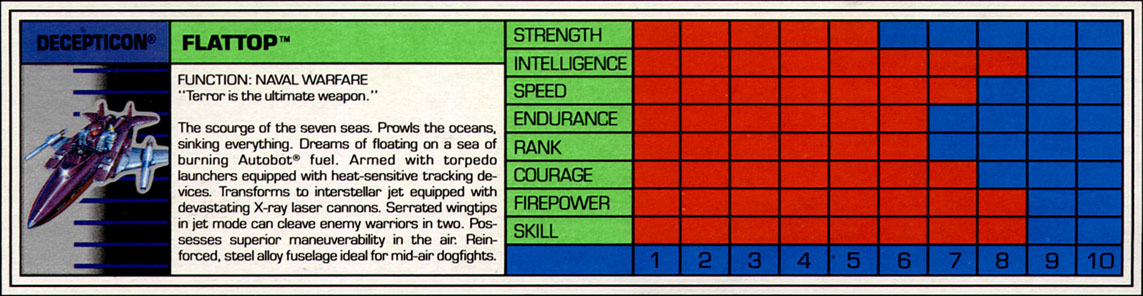 DECEPTICON®
FLATTOP™
FUNCTION: NAVAL WARFARE
"Terror is the ultimate weapon."
The scourge of the seven seas. Prowls the oceans,
sinking everything. Dreams of floating on a sea of
burning Autobot® fuel. Armed with torpedo
launchers equipped with heat-sensitive tracking de-
vices. Transforms to interstellar jet equipped with
devastating X-ray laser cannons. Serrated wingtips
in jet mode can cleave enemy warriors in two. Pos-
sesses superior maneuverability in the air. Rein-
forced, steel alloy fuselage ideal for mid-air dogfights.
STRENGTH
INTELLIGENCE
SPEED
ENDURANCE
RANK
COURAGE
FIREPOWER
SKILL
1 2 3 4 5 6 7 8 9 10